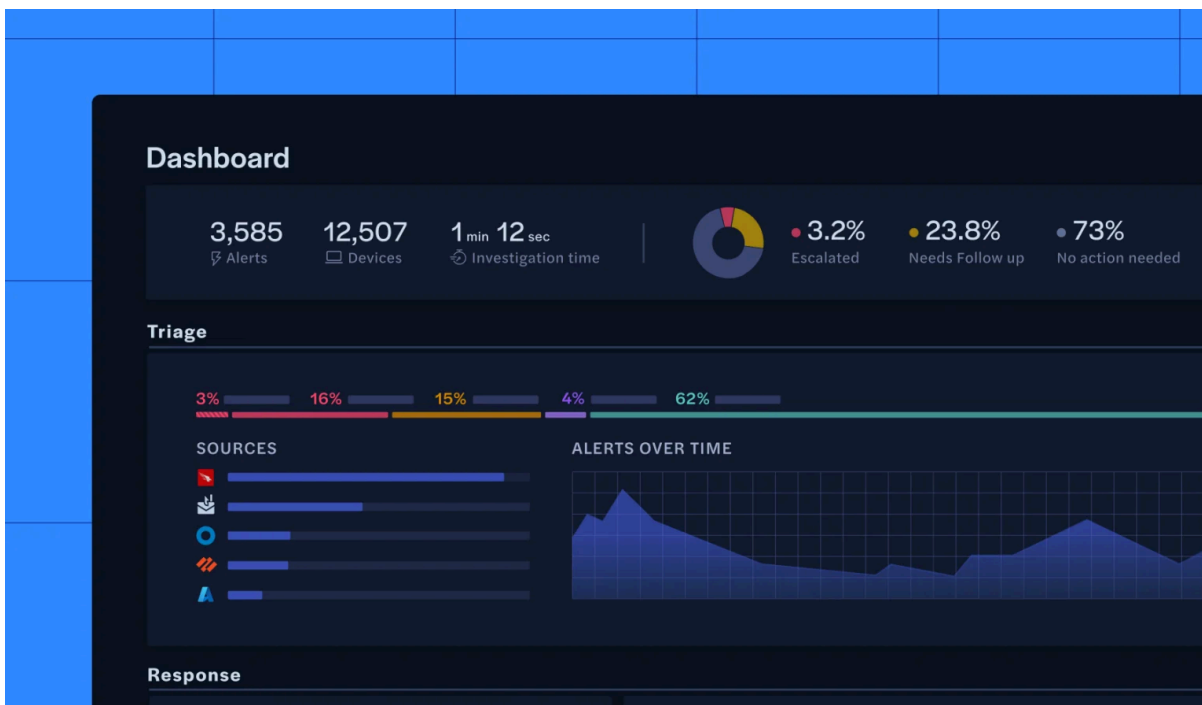 Dashboard
3,585
Alerts
12,507
Devices
1 min 12 sec
Investigation time
3.2%
Escalated
23.8%
Needs Follow up
73%
No action needed
Triage
3% 16% 15% 4% 62%
SOURCES
ALERTS OVER TIME
Response